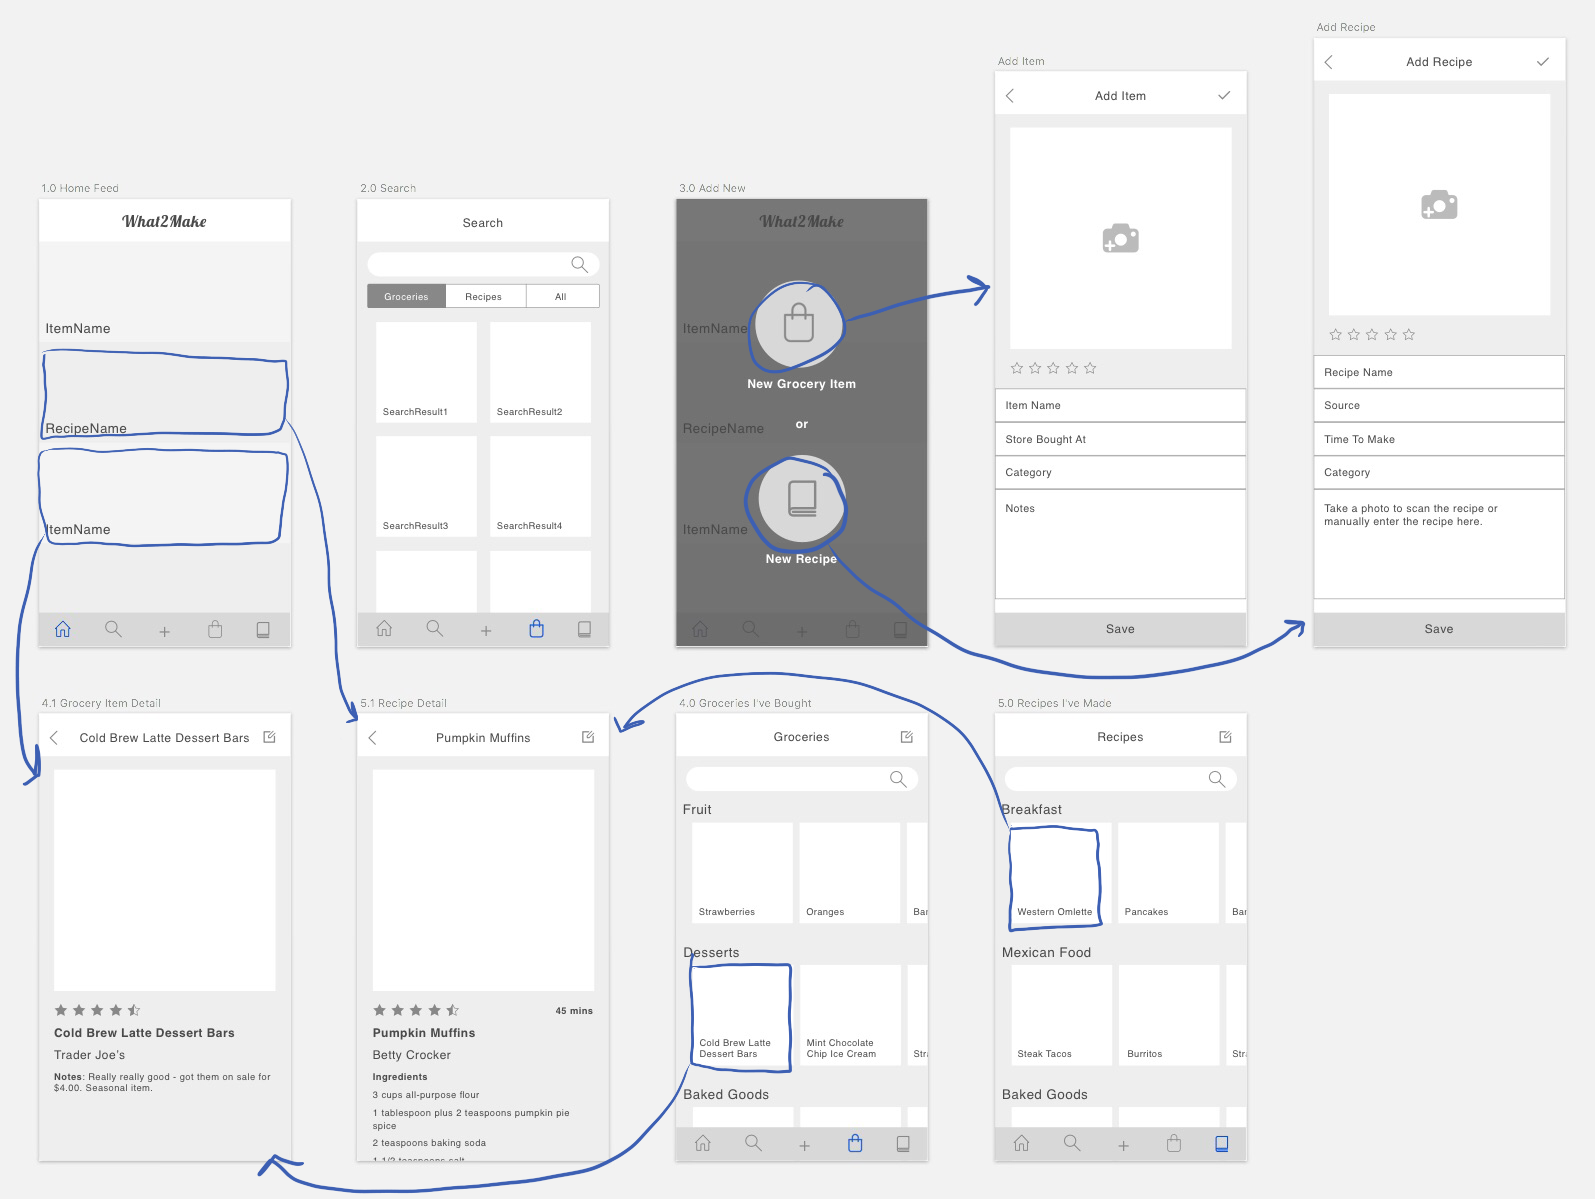 Add Recipe
Add Recipe
Add Item
Add Item
Recipe Name
Source
Time To Make
Category
Take a photo to scan the recipe or
manually enter the recipe here.
Save
Item Name
Store Bought At
Category
Notes
Save
1.0 Home Feed
What2Make
ItemName
RecipeName
ItemName
2.0 Search
Search
Groceries
Recipes
All
SearchResult1
SearchResult2
SearchResult3
SearchResult4
3.0 Add New
What2Make
ItemName
New Grocery Item
or
RecipeName
ItemName
New Recipe
4.1 Grocery Item Detail
Cold Brew Latte Dessert Bars
Cold Brew Latte Dessert Bars
Trader Joe's
Notes: Really really good - got them on sale for
$4.00. Seasonal item.
5.1 Recipe Detail
Pumpkin Muffins
45 mins
Pumpkin Muffins
Betty Crocker
Ingredients
3 cups all-purpose flour
1 tablespoon plus 2 teaspoons pumpkin pie
spice
2 teaspoons baking soda
1 1/2 teaspoons salt
4.0 Groceries I've Bought
Groceries
Fruit
Strawberries
Oranges
Desserts
Cold Brew Latte
Dessert Bars
Mint Chocolate
Chip Ice Cream
Baked Goods
5.0 Recipes I've Made
Recipes
Breakfast
Western Omlette
Pancakes
Mexican Food
Steak Tacos
Burritos
Baked Goods